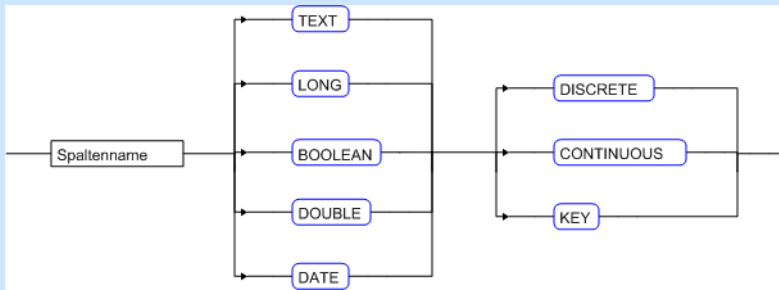 Spaltenname
TEXT
LONG
BOOLEAN
DOUBLE
DATE
DISCRETE
CONTINUOUS
KEY